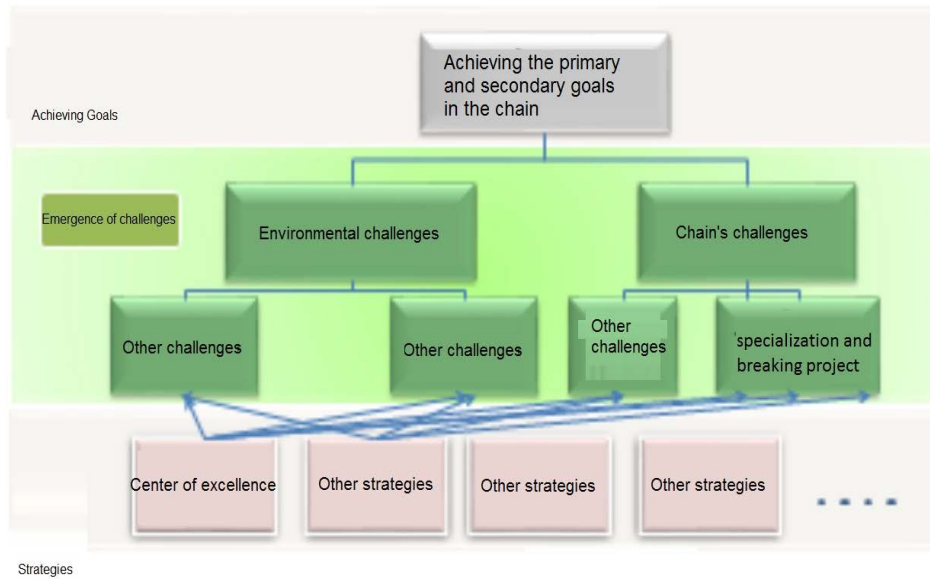 Achieving the primary
and secondary goals
in the chain
Achieving Goals
Emergence of challenges
Environmental challenges
Chain's challenges
Other challenges
Other challenges
Other
challenges
'specialization and
breaking project
Center of excellence
Other strategies
Other strategies
Other strategies
....
Strategies